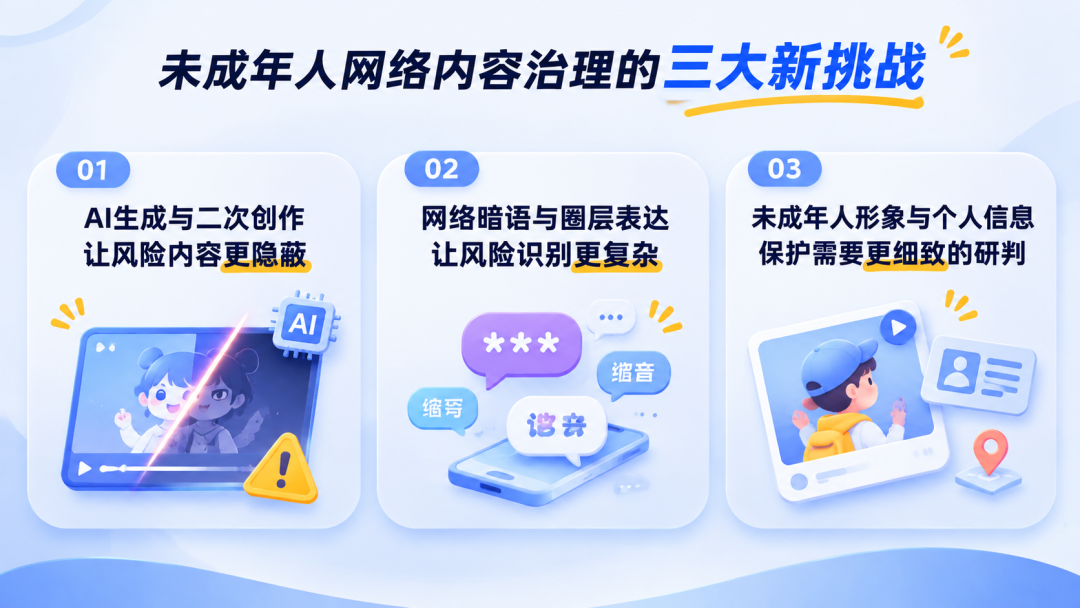 未成年人网络内容治理的三大新挑战
01
AI生成与二次创作
让风险内容更隐蔽
AI
02
网络暗语与圈层表达
让风险识别更复杂
***
缩音
03
未成年人形象与个人信息
保护需要更细致的研判